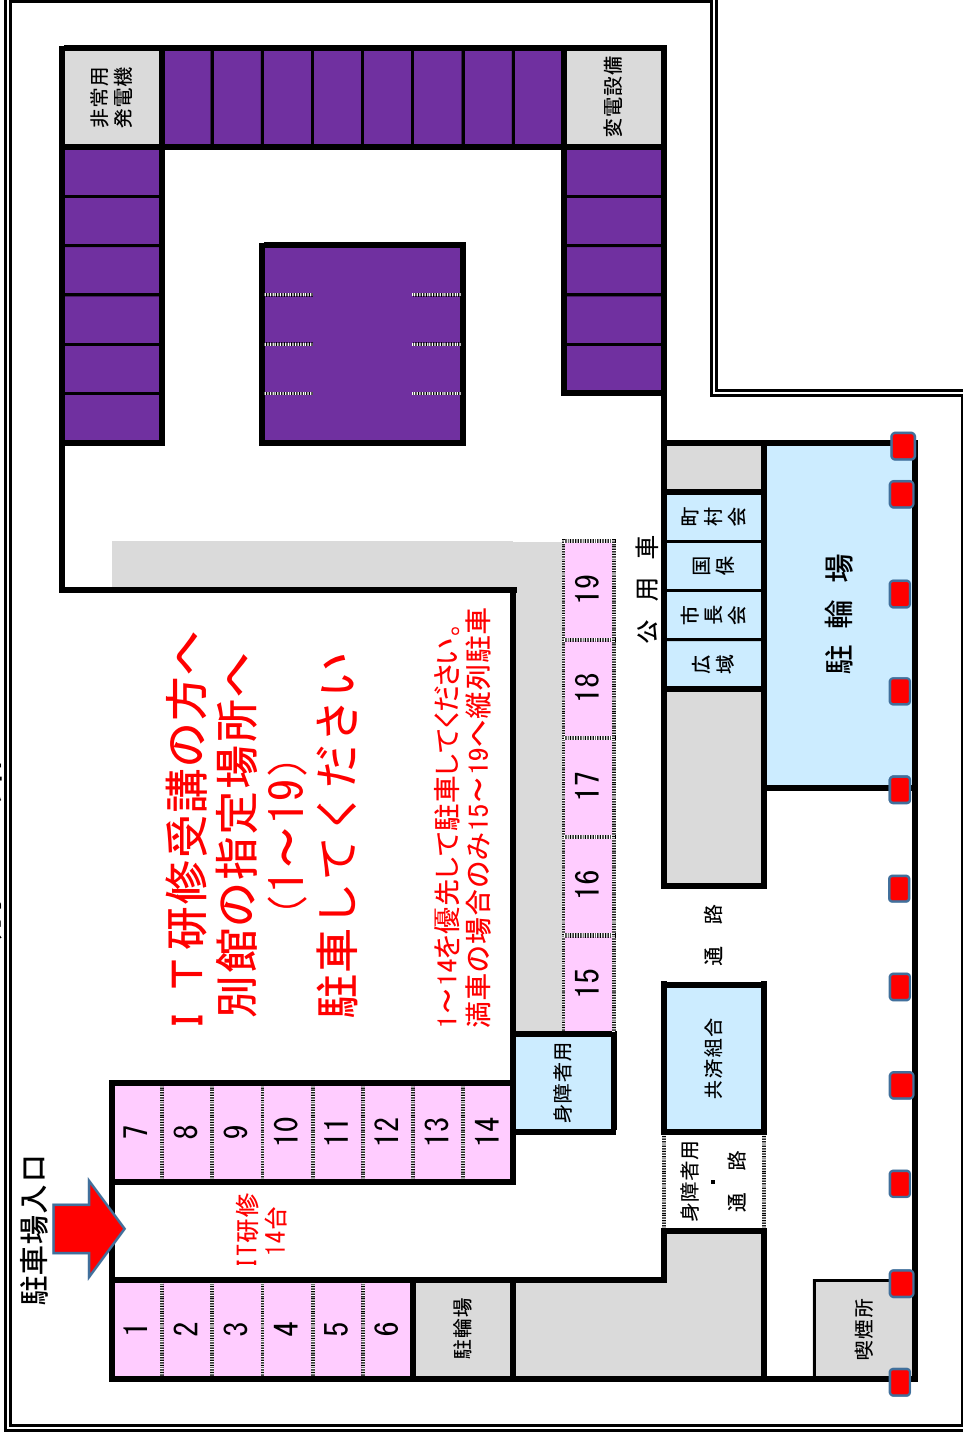 駐車場入口
非常用
発電機
変電設備
ＩＴ研修受講の方へ
別館の指定場所へ
（1～19）
駐車してください
1～14を優先して駐車してください。
満車の場合のみ15～19へ縦列駐車
IT研修
14台
1
2
3
4
5
6
7
8
9
10
11
12
13
14
15
16
17
18
19
駐輪場
身障者用
公用車
町村会
国保
市長会
広域
駐輪場
通路
共済組合
身障者用
・
通路
喫煙所